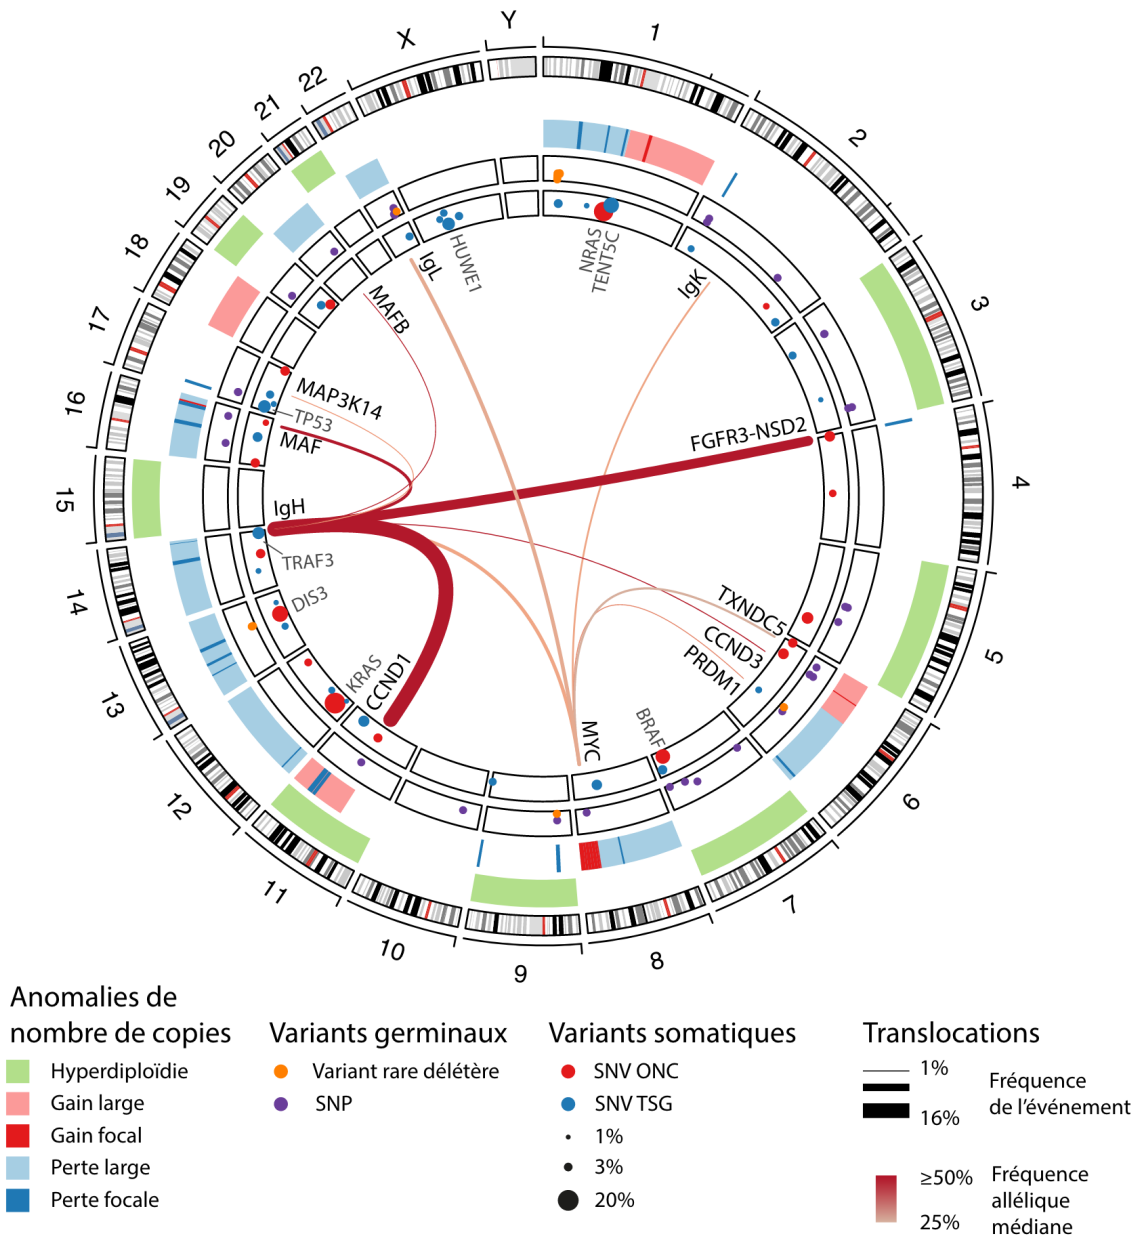 Y
1
X
2
22
21
20
19
3
18
17
16
4
15
14
5
13
6
12
7
11
10
8
9
NRAS
TENT5C
HUWE1
IgL
IgK
MAFB
MAP3K14
TP53
MAF
FGFR3-NSD2
IgH
TRAF3
DIS3
KRAS
CCND1
TXNDC5
CCND3
PRDM1
BRAF
MYC
Anomalies de
nombre de copies
Hyperdiploïdie
Gain large
Gain focal
Perte large
Perte focale
Variants germinaux
Variant rare délétère
SNP
Variants somatiques
SNV ONC
SNV TSG
1%
3%
20%
Translocations
1%
16%
Fréquence
de l’événement
≥50%
25%
Fréquence
allélique
médiane